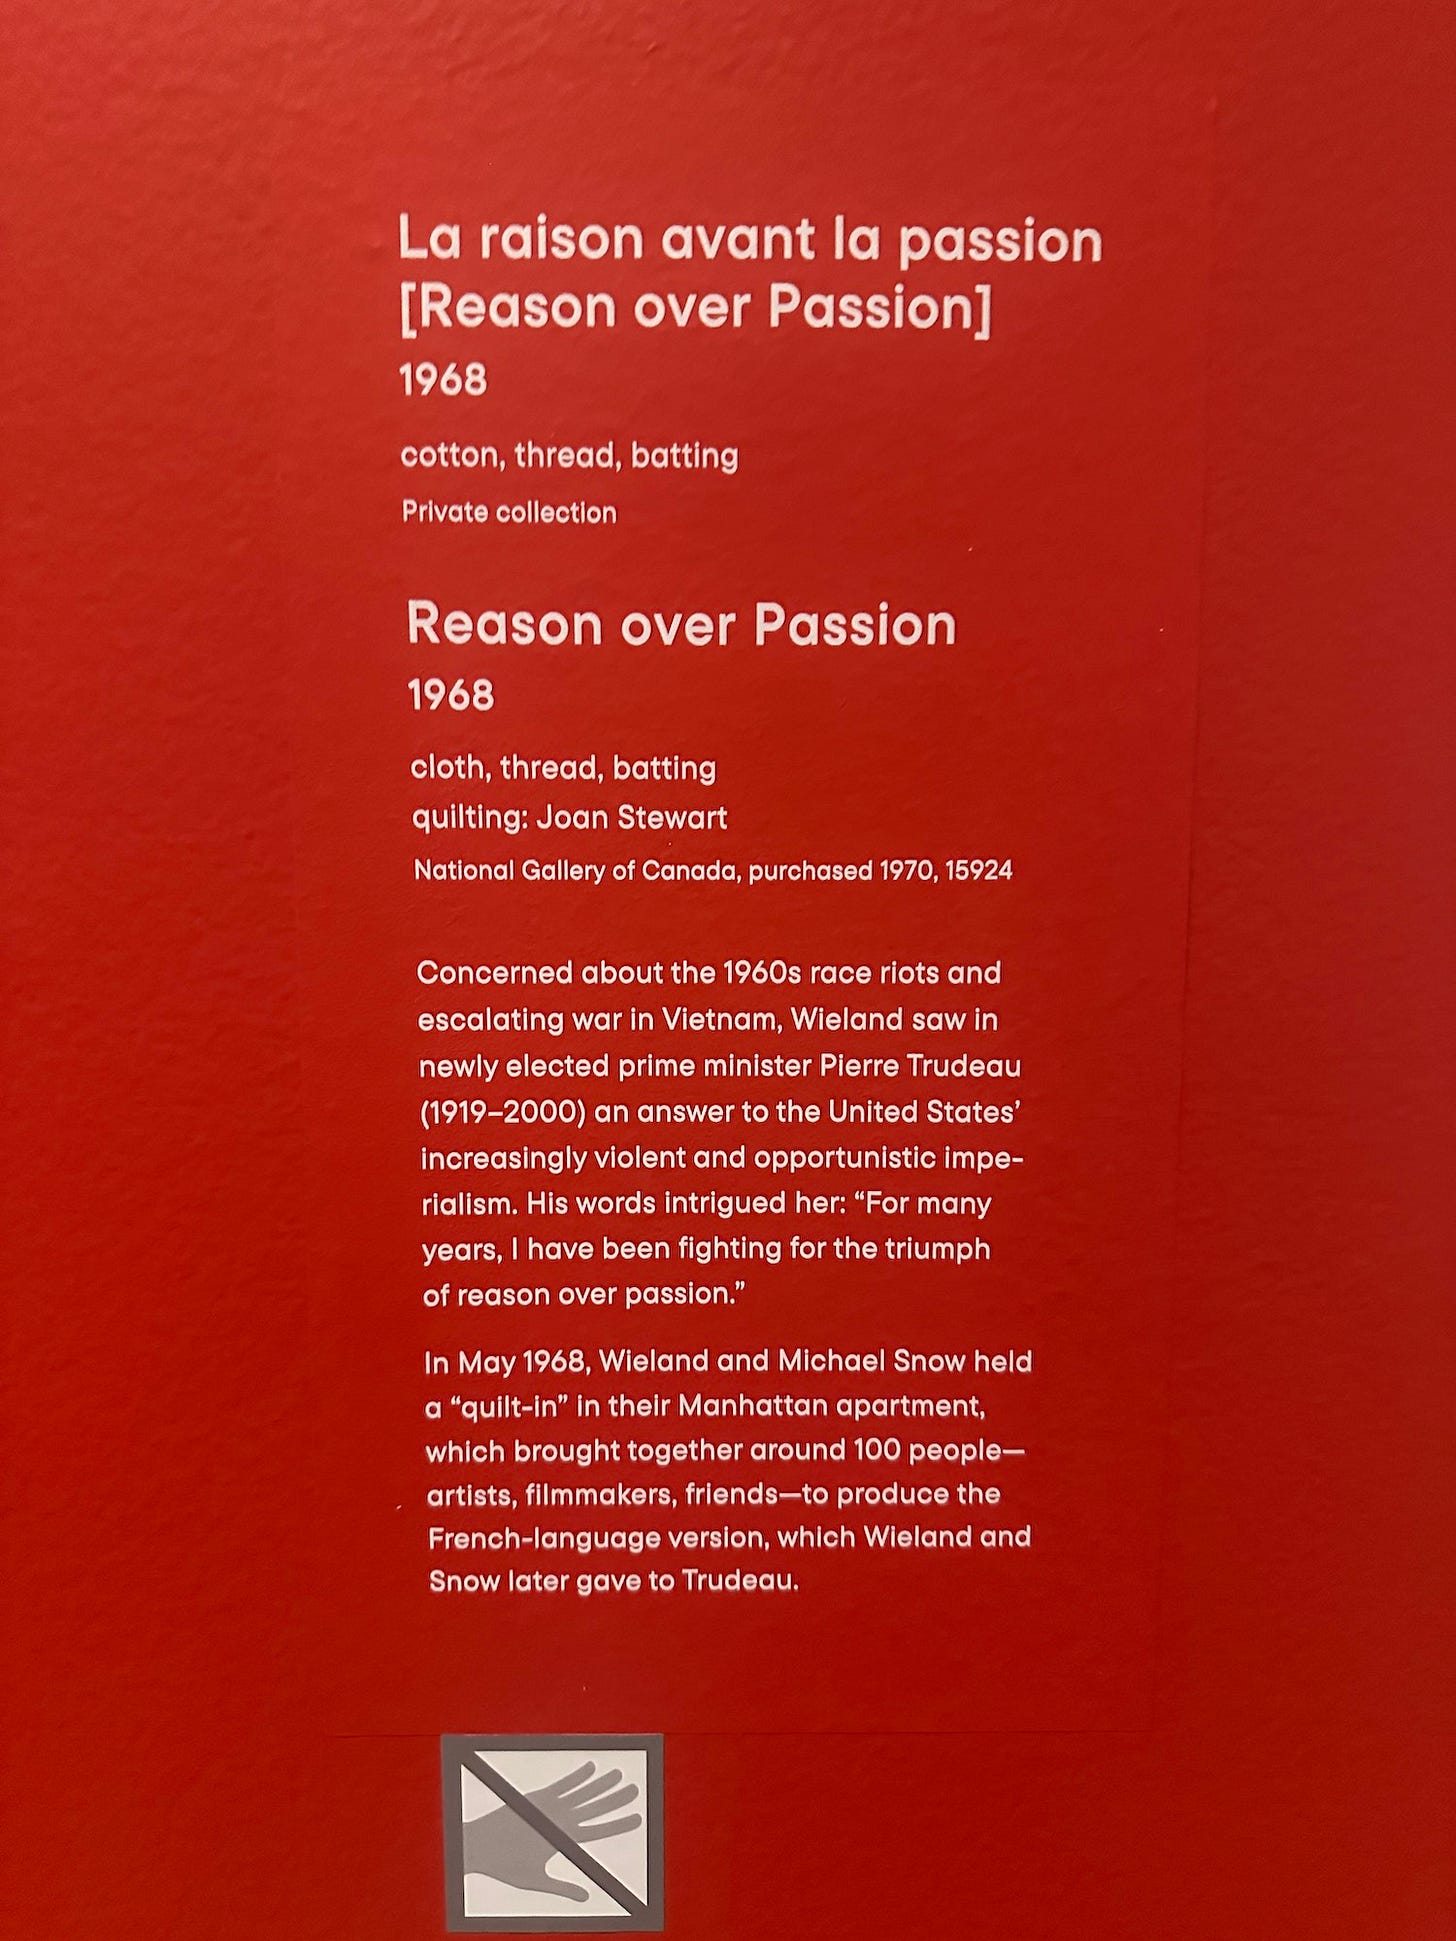 La raison avant la passion
[Reason over Passion]
1968
cotton, thread, batting
Private collection
Reason over Passion
1968
cloth, thread, batting
quilting: Joan Stewart
National Gallery of Canada, purchased 1970, 15924
Concerned about the 1960s race riots and
escalating war in Vietnam, Wieland saw in
newly elected prime minister Pierre Trudeau
(1919–2000) an answer to the United States’
increasingly violent and opportunistic impe-
rialism. His words intrigued her: “For many
years, I have been fighting for the triumph
of reason over passion.”
In May 1968, Wieland and Michael Snow held
a “quilt-in” in their Manhattan apartment,
which brought together around 100 people—
artists, filmmakers, friends—to produce the
French-language version, which Wieland and
Snow later gave to Trudeau.